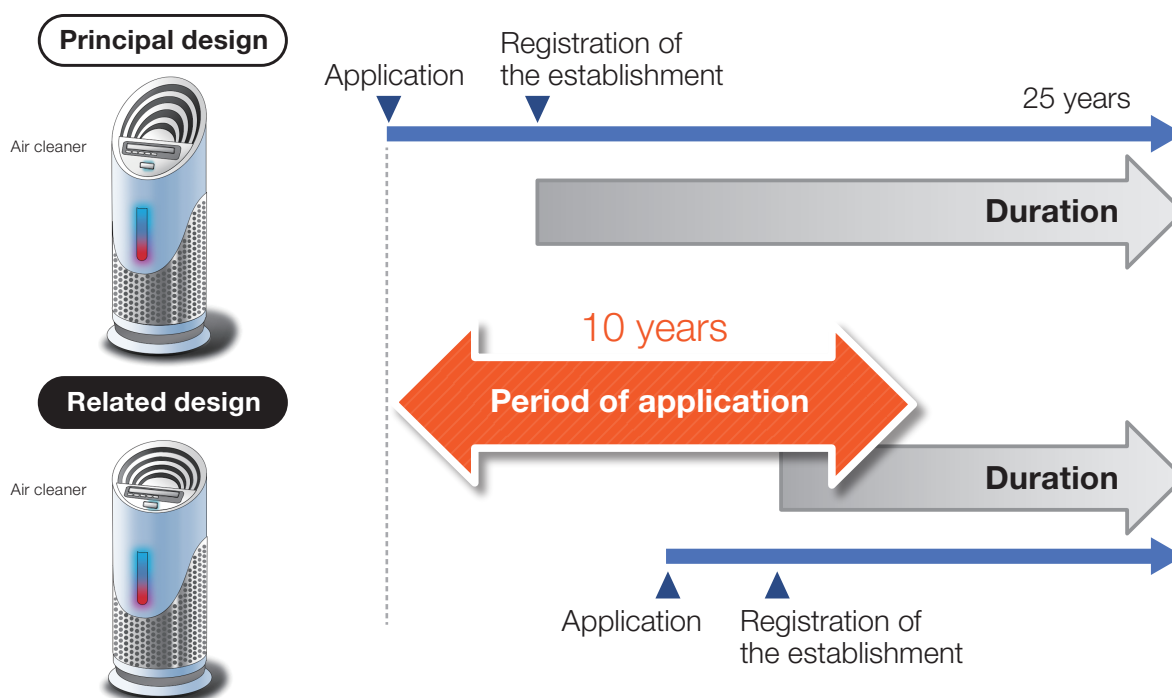 Principal design
Application
Registration of
the establishment
25 years
Air cleaner
Duration
10 years
Period of application
Related design
Air cleaner
Duration
Application
Registration of
the establishment